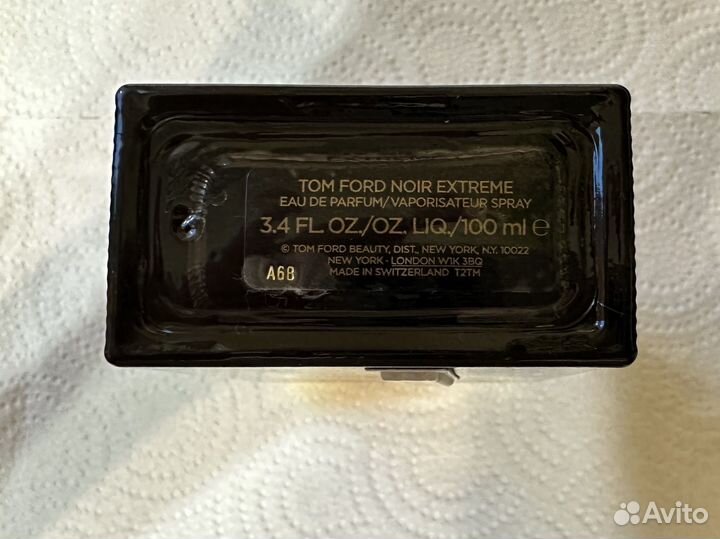 TOM FORD NOIR EXTREME
EAU DE PARFUM/VAPORISATEUR SPRAY
3.4 FL. OZ./OZ. LIQ./100 ml ℮
© TOM FORD BEAUTY, DIST., NEW YORK, N.Y. 10022
NEW YORK - LONDON W1K 3BQ
MADE IN SWITZERLAND T2TM
A68
Avito